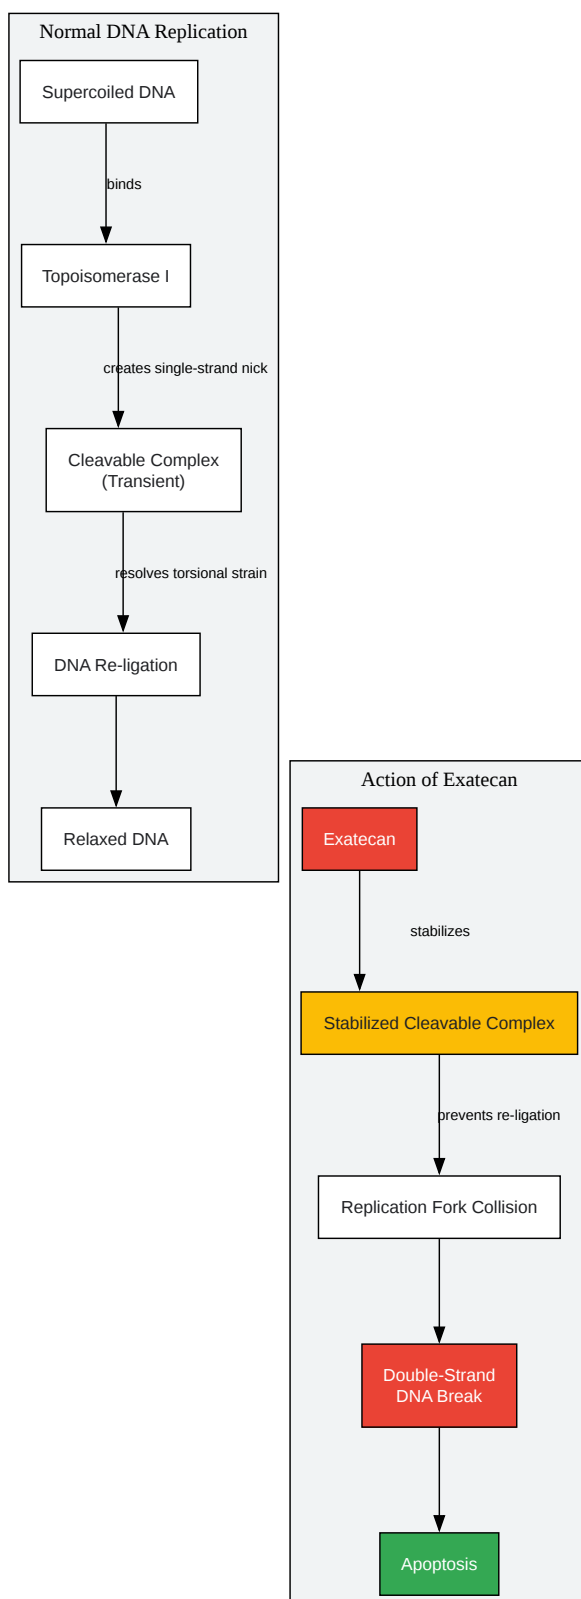 Normal DNA Replication
Supercoiled DNA
binds
Topoisomerase I
creates single-strand nick
Cleavable Complex
(Transient)
resolves torsional strain
DNA Re-ligation
Relaxed DNA
Action of Exatecan
Exatecan
stabilizes
Stabilized Cleavable Complex
prevents re-ligation
Replication Fork Collision
Double-Strand
DNA Break
Apoptosis